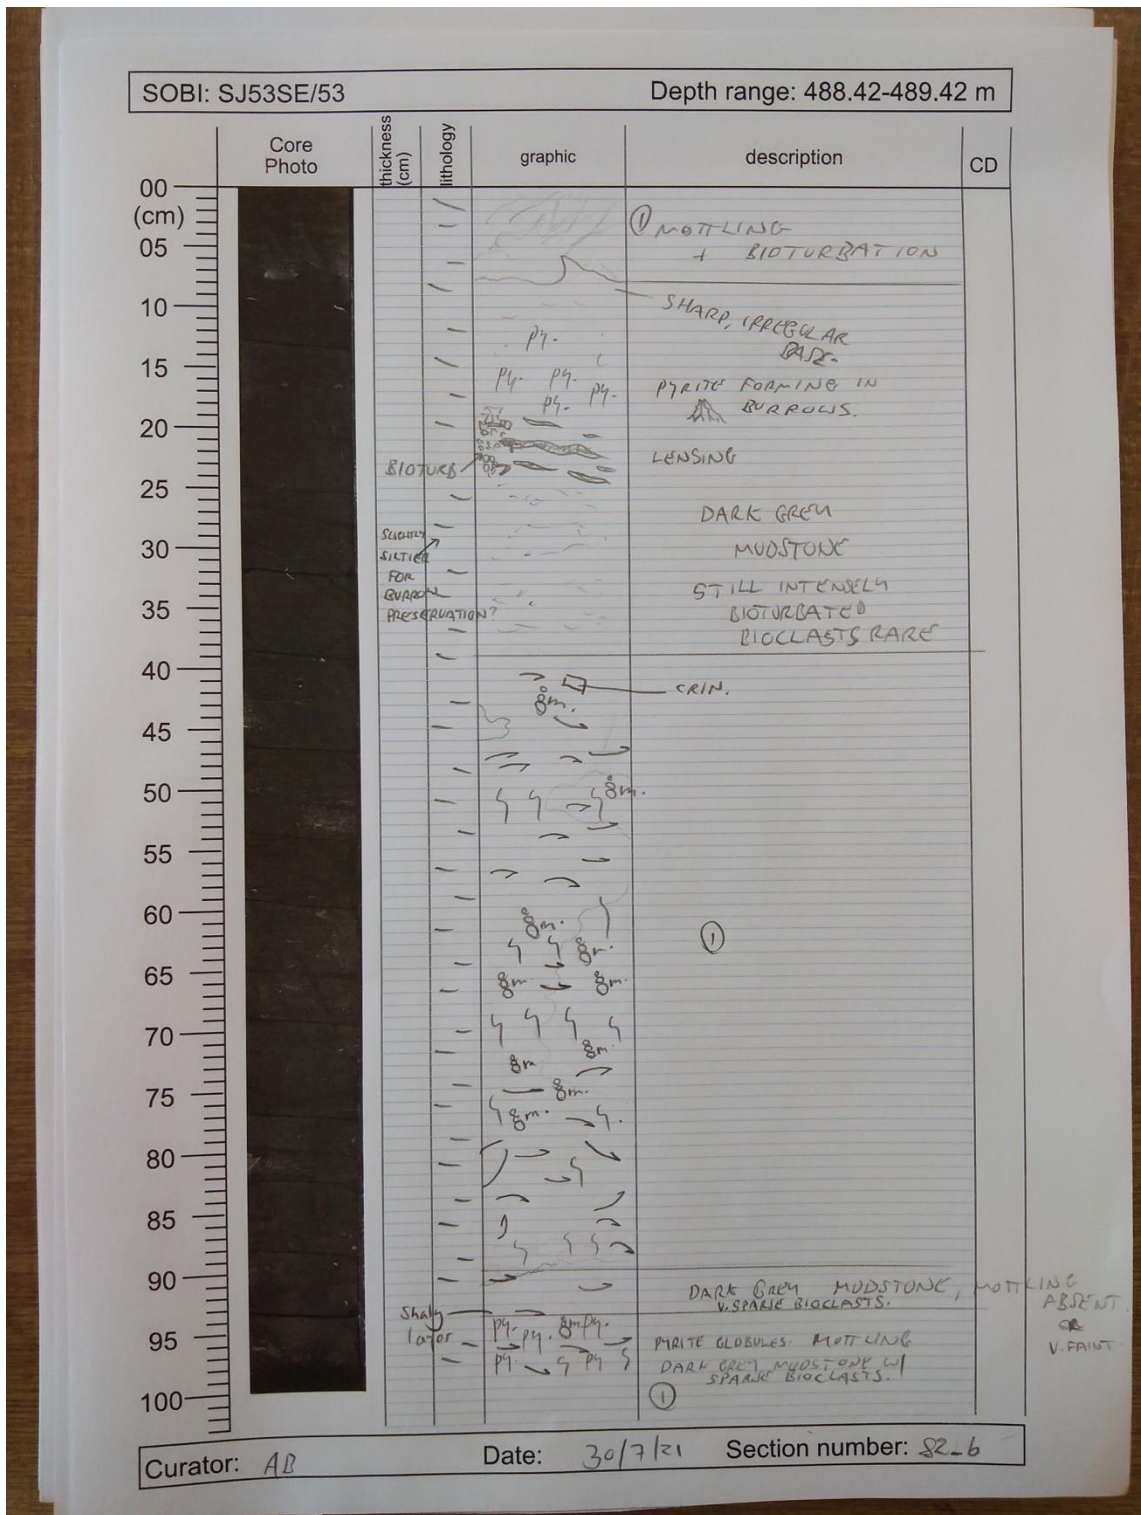 SOBI: SJ53SE/53
Depth range: 488.42-489.42 m
Core
Photo
thickness
(cm)
lithology
graphic
description
CD
00
(cm)
05
10
15
20
25
30
35
40
45
50
55
60
65
70
75
80
85
90
95
100
① MOTTLING
+ BIOTURBATION
SHARP, IRREGULAR
BASE.
py.
py. py. py.
py.
PYRITE FORMING IN
BURROWS.
BIOTURB
LENSING
SLIGHTLY
SILTIER
FOR
BURROW
PRESERVATION?
DARK GREY
MUDSTONE
STILL INTENSELY
BIOTURBATED
BIOCLASTS RARE
CRIN.
m.
m.
m.
m.
m. m.
m.
m
m.
m.
①
DARK GREY MUDSTONE, MOTTLING
ABSENT
OR
V. FAINT.
V. SPARSE BIOCLASTS.
Shaly
layer
py. py. m py.
py. py
PYRITE GLOBULES. MOTTLING
DARK GREY MUDSTONE W/
SPARSE BIOCLASTS.
①
Curator: AB
Date: 30/7/21
Section number: 82_6